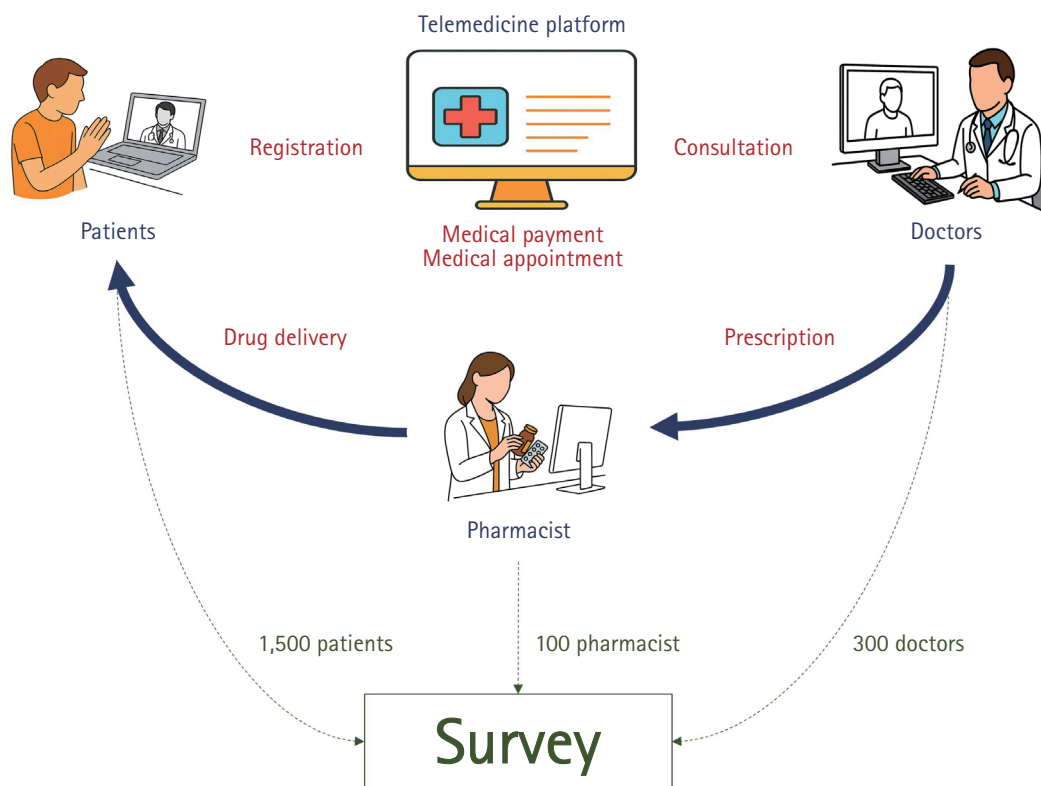 Telemedicine platform
Registration
Consultation
Patients
Medical payment
Medical appointment
Doctors
Drug delivery
Prescription
Pharmacist
1,500 patients
100 pharmacist
300 doctors
Survey